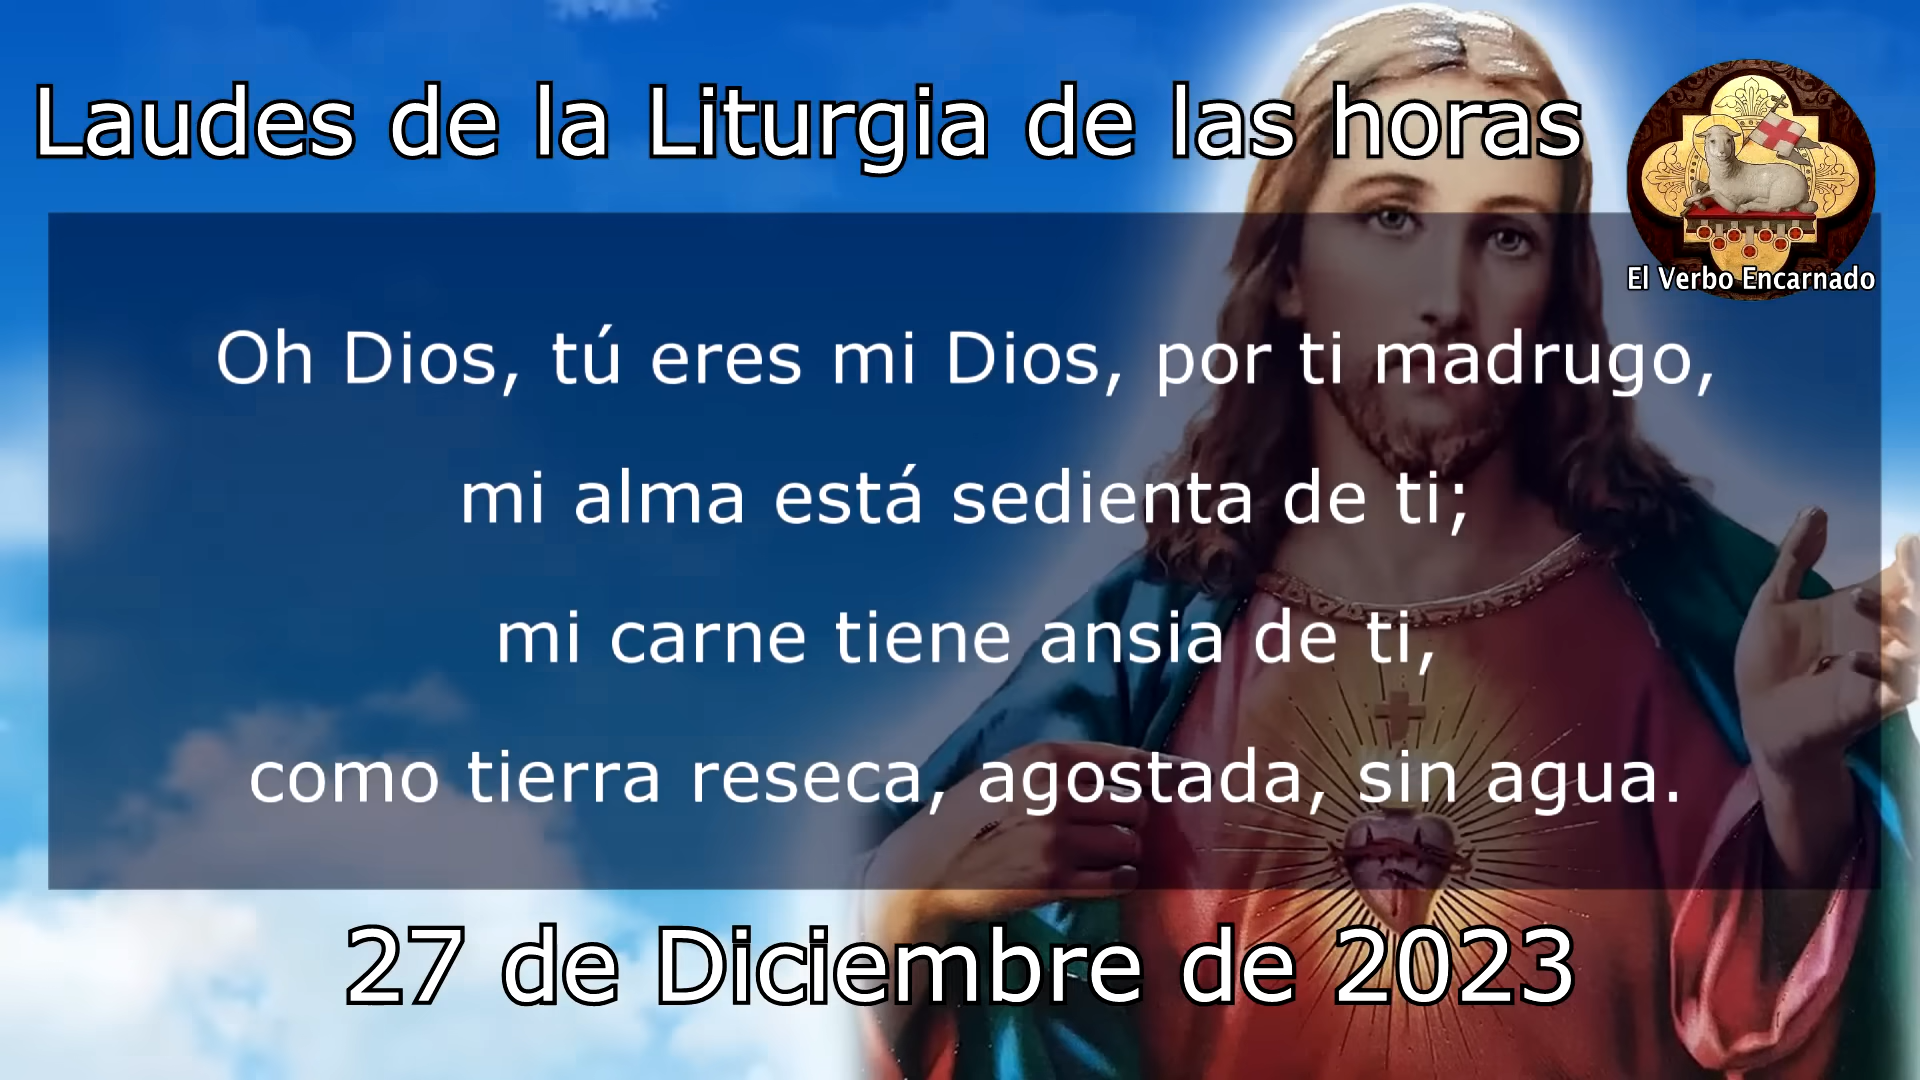 Laudes de la Liturgia de las horas
El Verbo Encarnado
Oh Dios, tú eres mi Dios, por ti madrugo,
mi alma está sedienta de ti;
mi carne tiene ansia de ti,
como tierra reseca, agostada, sin agua.
27 de Diciembre de 2023